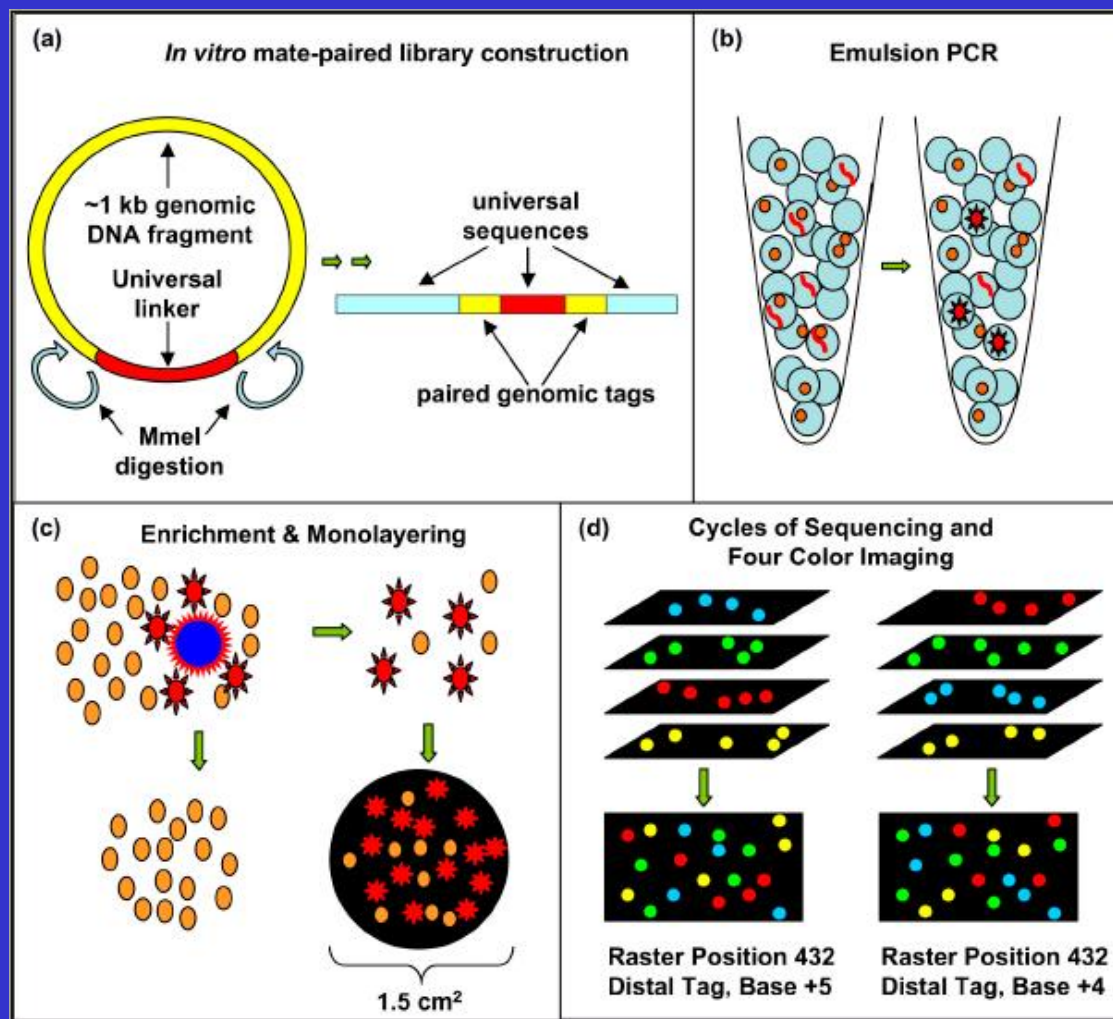 (a)
In vitro mate-paired library construction
~1 kb genomic
DNA fragment
Universal
linker
MmeI
digestion
universal
sequences
paired genomic tags
(b)
Emulsion PCR
(c)
Enrichment & Monolayering
1.5 cm²
(d)
Cycles of Sequencing and
Four Color Imaging
Raster Position 432
Distal Tag, Base +5
Raster Position 432
Distal Tag, Base +4